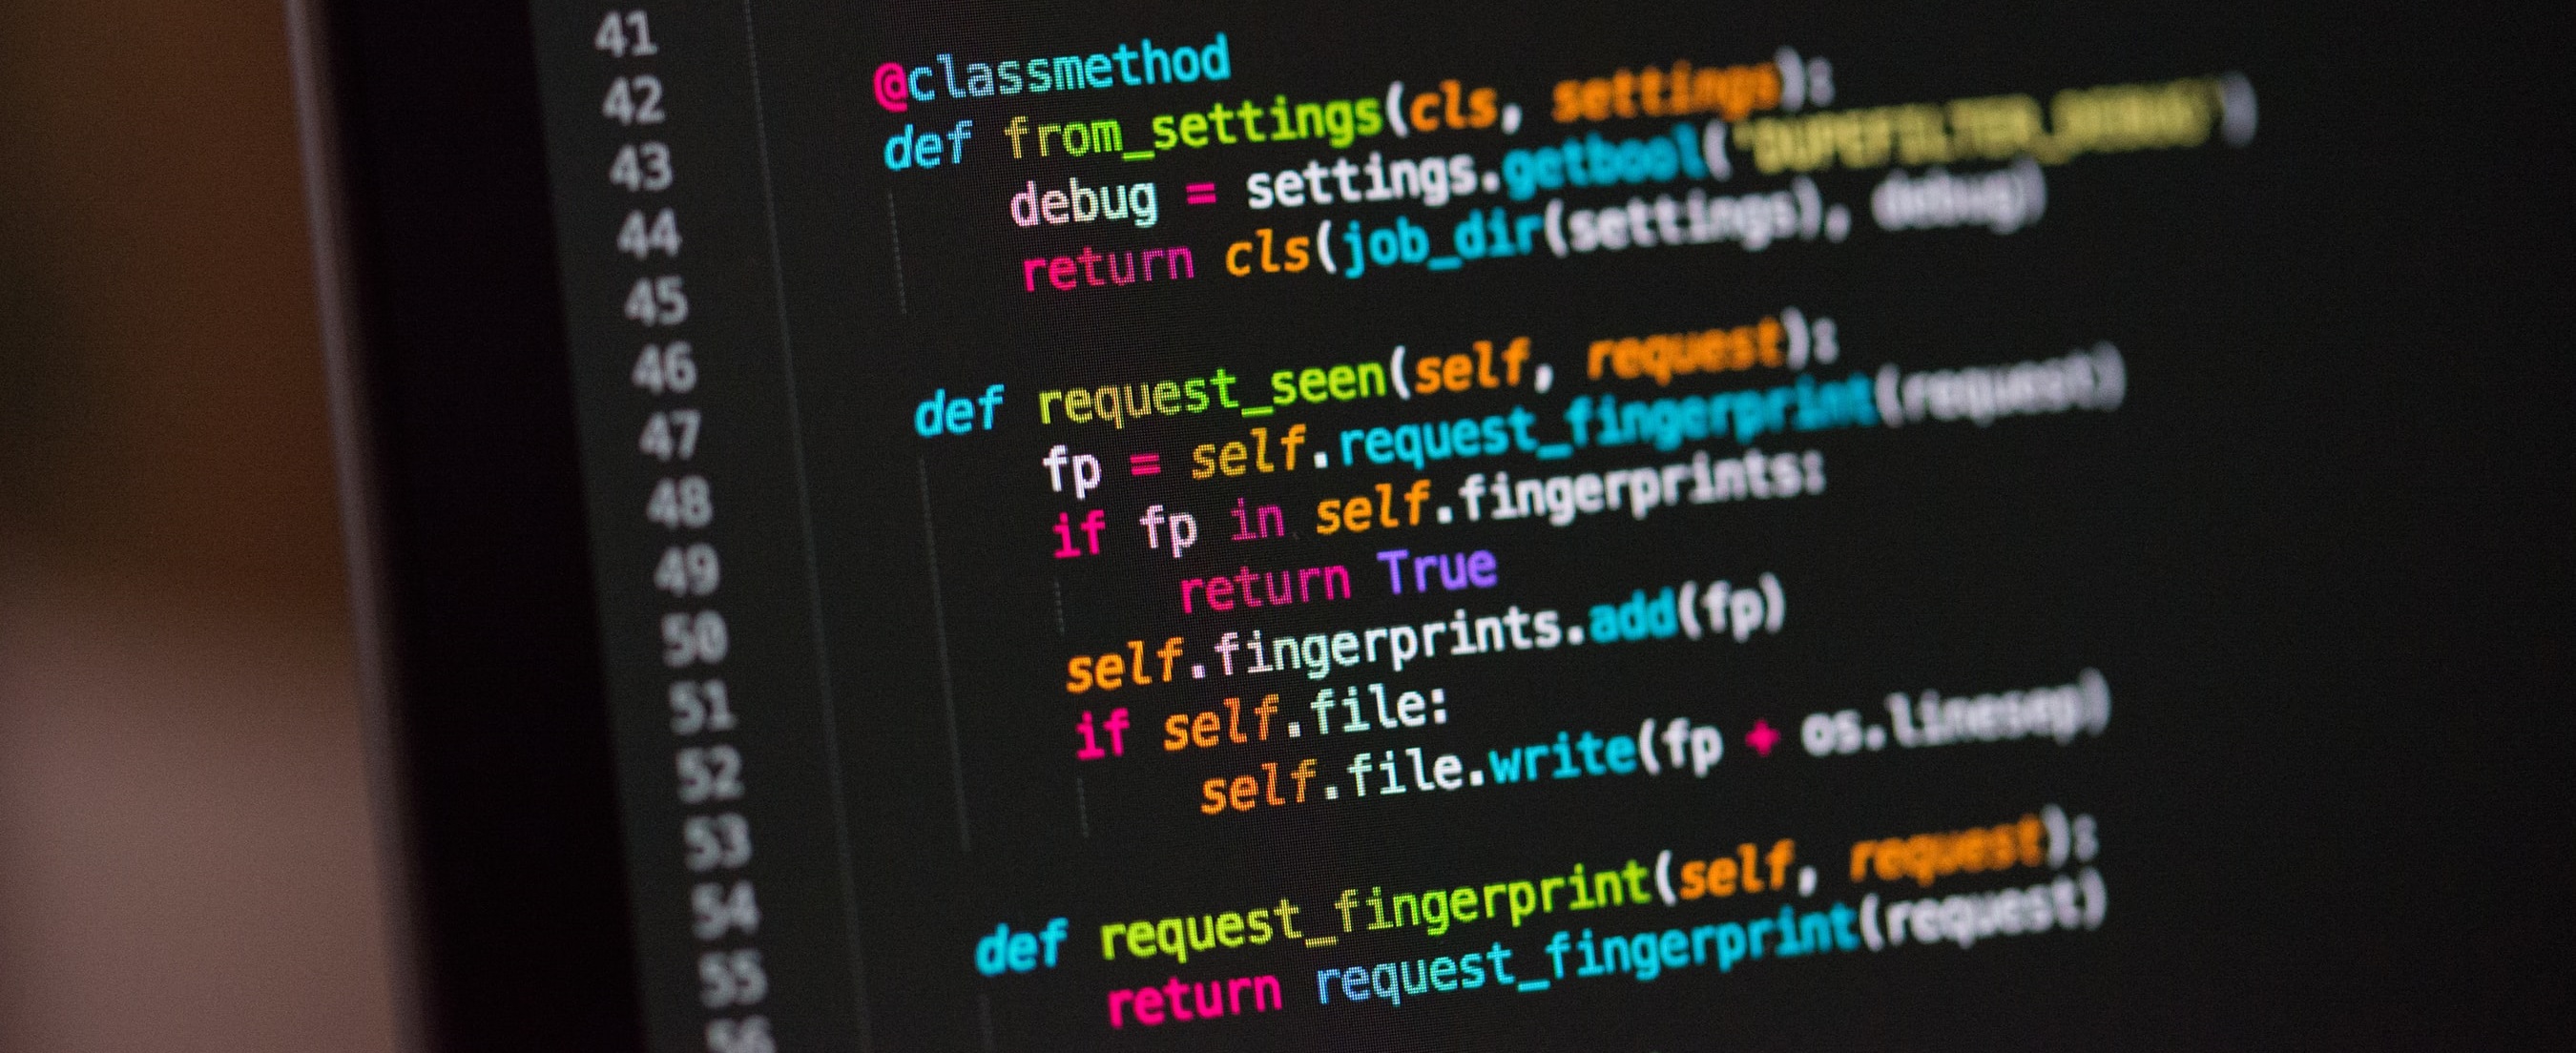 41
42 @classmethod
43 def from_settings(cls, settings):
44 debug = settings.getbool('DUPEFILTER_DEBUG')
45 return cls(job_dir(settings), debug)
46
47 def request_seen(self, request):
48 fp = self.request_fingerprint(request)
49 if fp in self.fingerprints:
50 return True
51 self.fingerprints.add(fp)
52 if self.file:
53 self.file.write(fp + os.linesep)
54
55 def request_fingerprint(self, request):
56 return request_fingerprint(request)